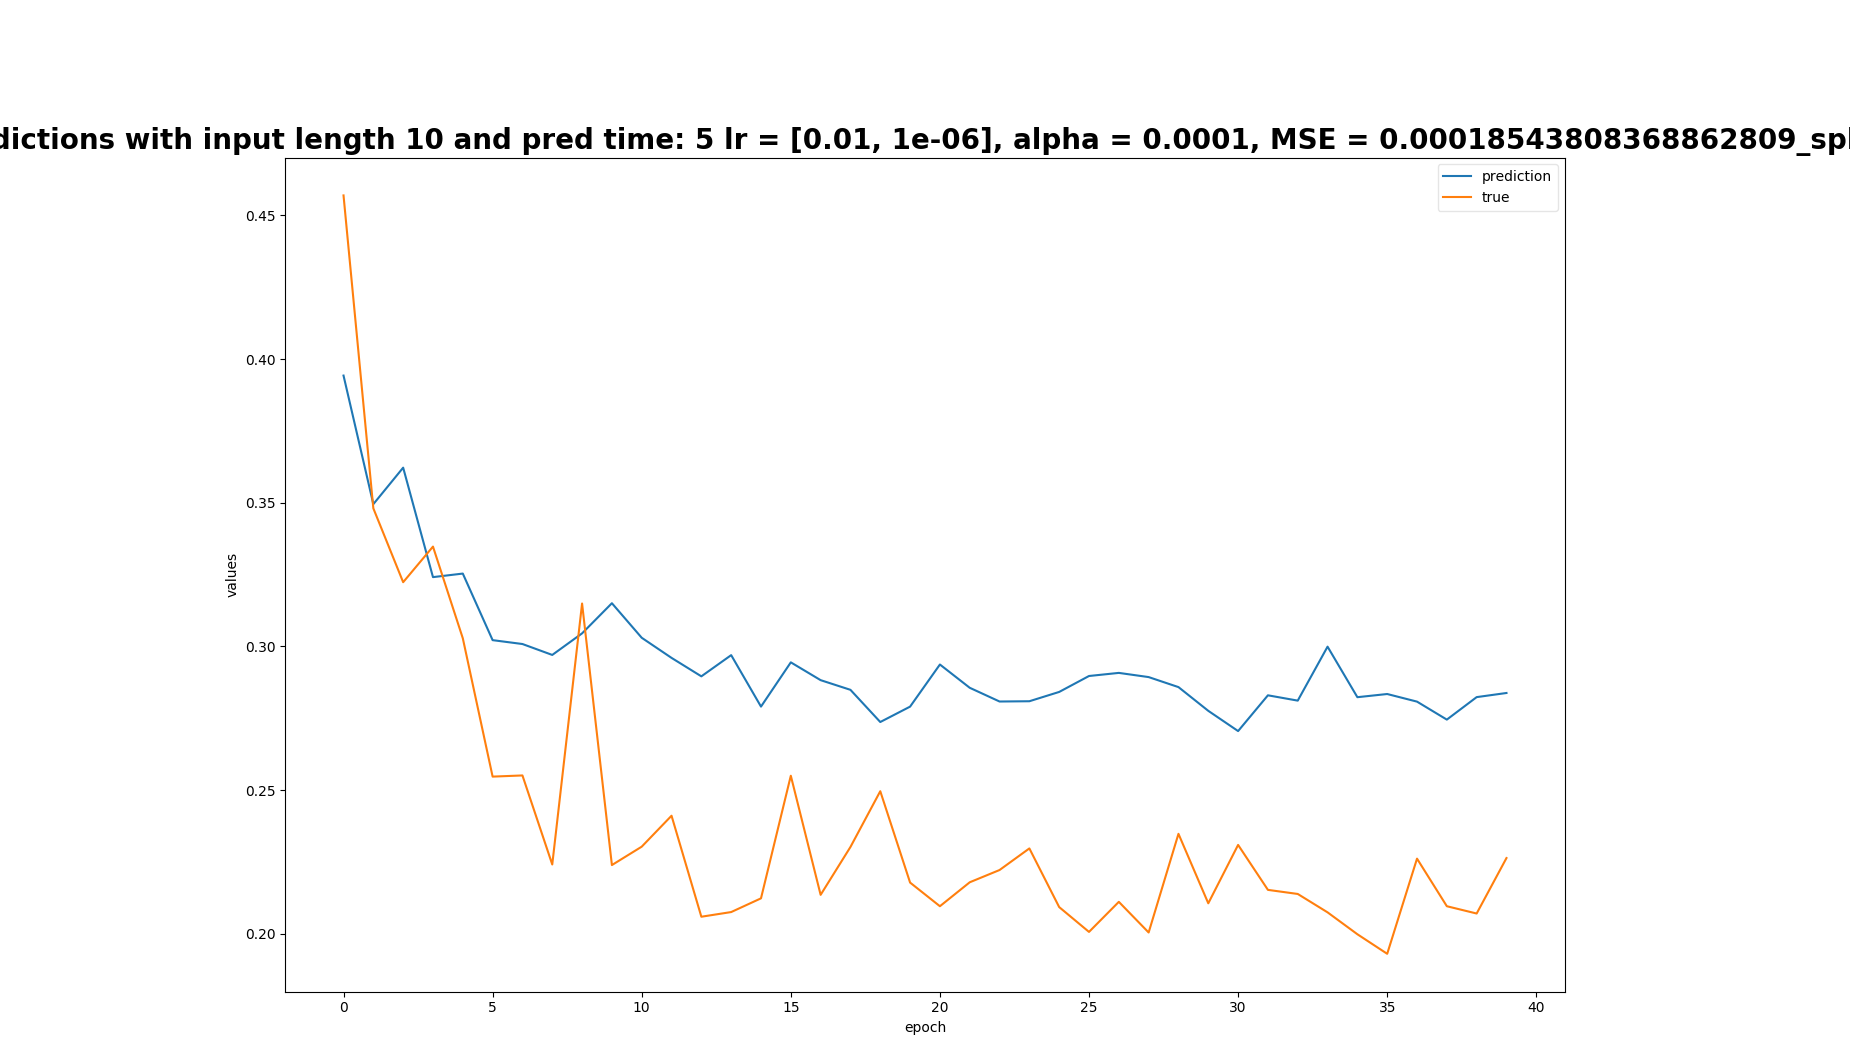 dictions with input length 10 and pred time: 5 lr = [0.01, 1e-06], alpha = 0.0001, MSE = 0.00018543808368862809_spl
prediction
true
0.45
0.40
0.35
0.30
0.25
0.20
values
0 5 10 15 20 25 30 35 40
epoch